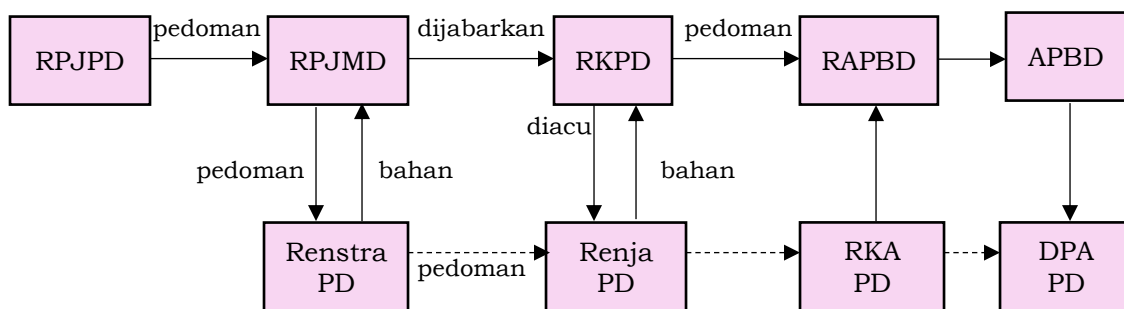 pedoman
dijabarkan
pedoman
RPJPD
RPJMD
RKPD
RAPBD
APBD
diacu
pedoman
bahan
bahan
Renstra
PD
pedoman
Renja
PD
RKA
PD
DPA
PD